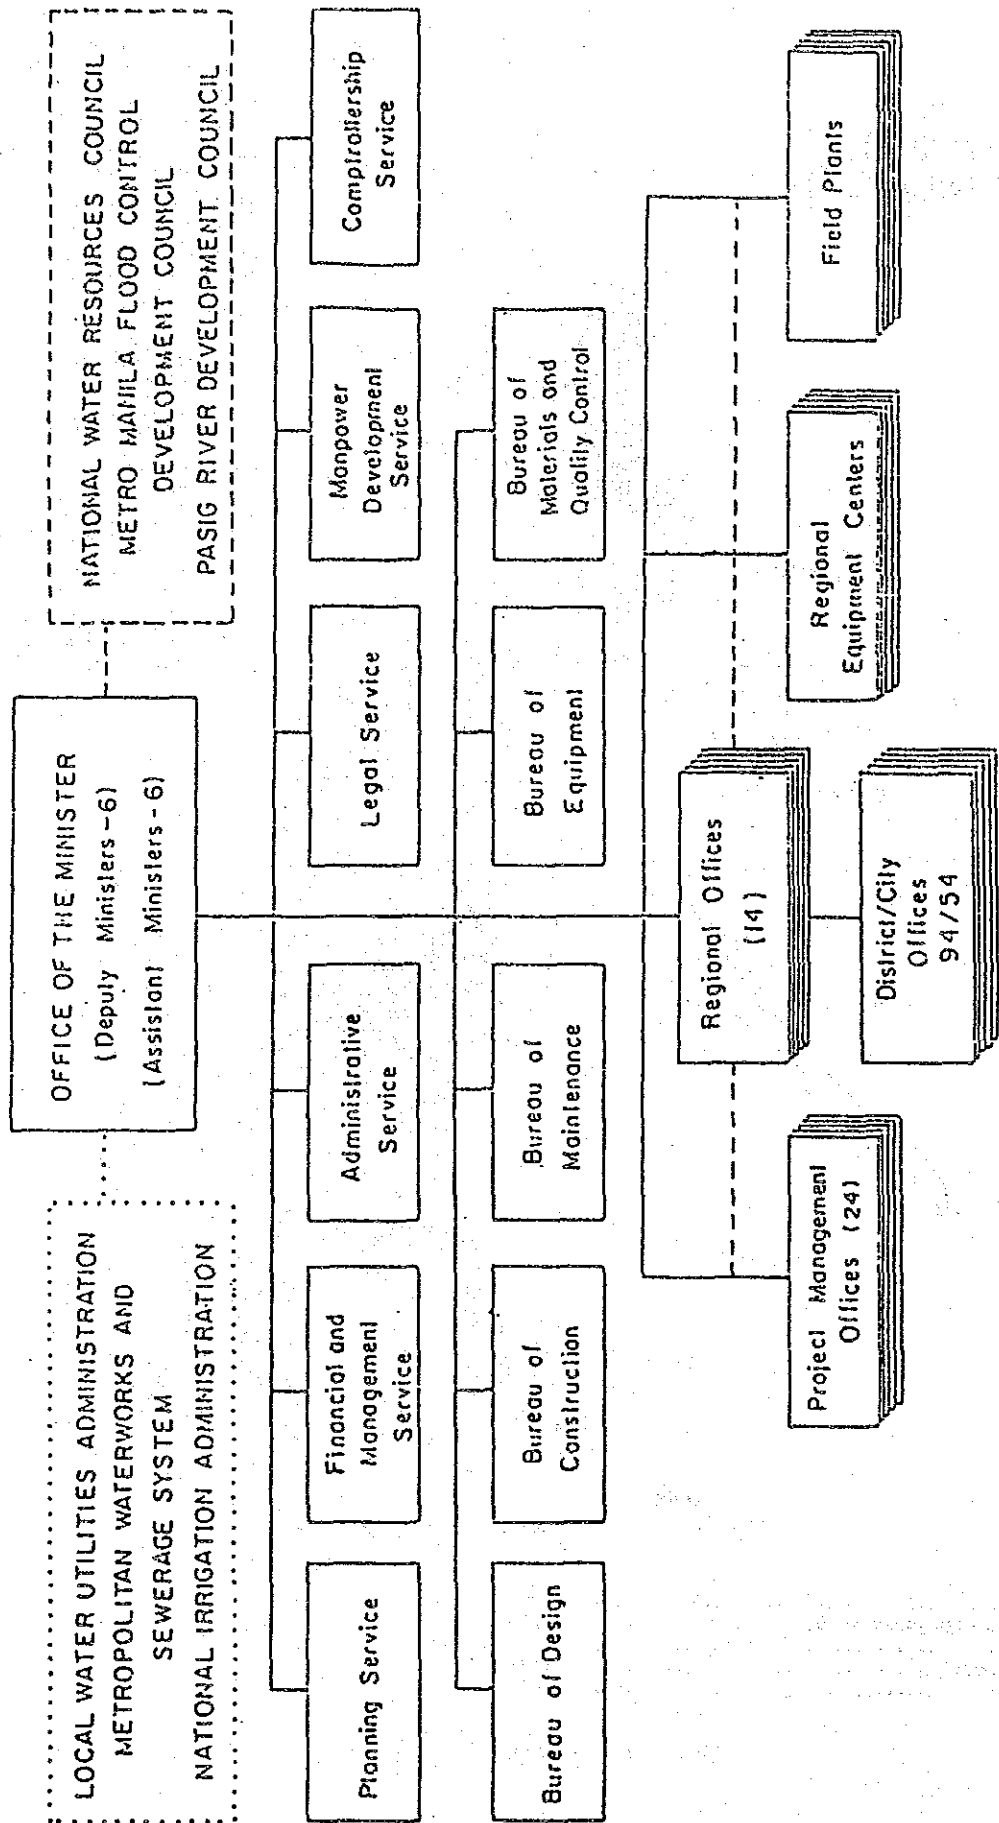 OFFICE OF THE MINISTER
(Deputy Ministers-6)
(Assistant Ministers-6)
LOCAL WATER UTILITIES ADMINISTRATION
METROPOLITAN WATERWORKS AND
SEWERAGE SYSTEM
NATIONAL IRRIGATION ADMINISTRATION
NATIONAL WATER RESOURCES COUNCIL
METRO MANILA FLOOD CONTROL
DEVELOPMENT COUNCIL
PASIG RIVER DEVELOPMENT COUNCIL
Planning Service
Financial and
Management
Service
Administrative
Service
Legal Service
Manpower
Development
Service
Comptrollership
Service
Bureau of Design
Bureau of
Construction
Bureau of
Maintenance
Bureau of
Equipment
Bureau of
Materials and
Quality Control
Project Management
Offices (24)
Regional Offices
(14)
District/City
Offices
94/54
Regional
Equipment Centers
Field Plants